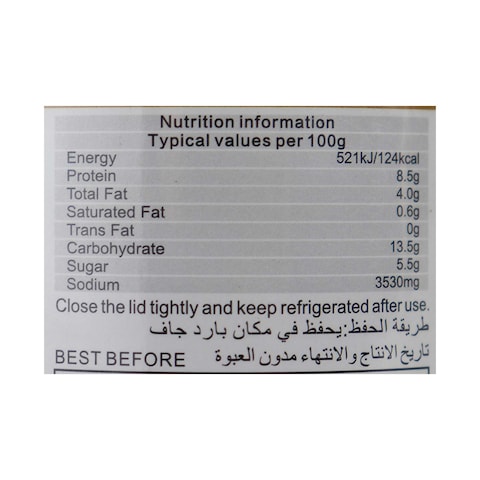 Nutrition information
Typical values per 100g
Energy 521kJ/124kcal
Protein 8.5g
Total Fat 4.0g
Saturated Fat 0.6g
Trans Fat 0g
Carbohydrate 13.5g
Sugar 5.5g
Sodium 3530mg
Close the lid tightly and keep refrigerated after use.
طريقة الحفظ:يحفظ في مكان بارد جاف
BEST BEFORE تاريخ الانتاج والانتهاء مدون العبوة